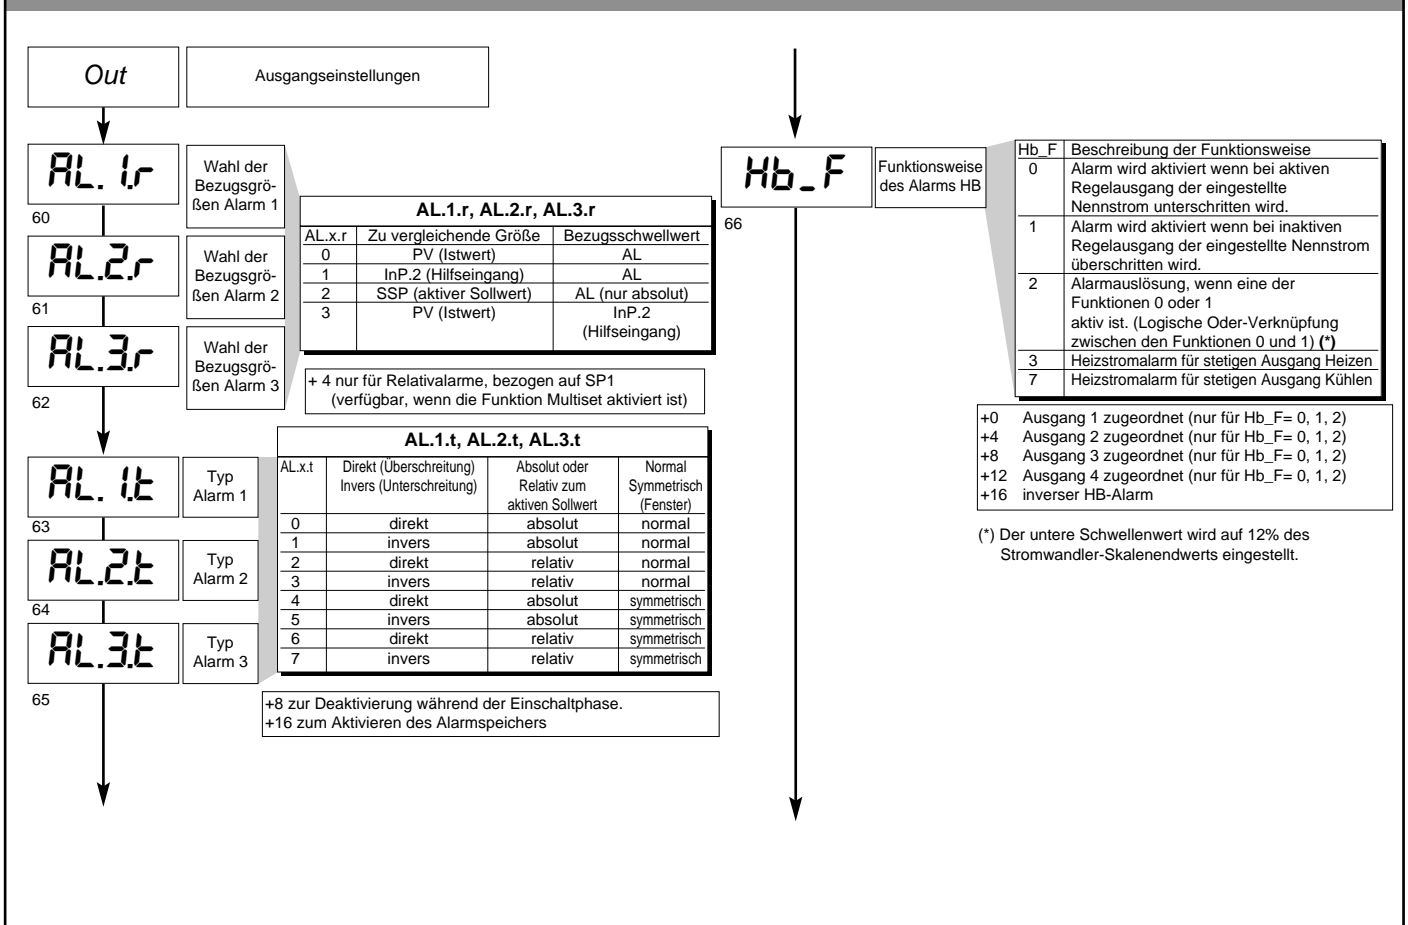 Out
Ausgangseinstellungen
AL.1.r
Wahl der
Bezugsgrö-
ßen Alarm 1
60
AL.2.r
Wahl der
Bezugsgrö-
ßen Alarm 2
61
AL.3.r
Wahl der
Bezugsgrö-
ßen Alarm 3
62
AL.1.r, AL.2.r, AL.3.r
AL.x.r Zu vergleichende Größe Bezugsschwellwert
0 PV (Istwert) AL
1 InP.2 (Hilfseingang) AL
2 SSP (aktiver Sollwert) AL (nur absolut)
3 PV (Istwert) InP.2
(Hilfseingang)
+ 4 nur für Relativalarme, bezogen auf SP1
(verfügbar, wenn die Funktion Multiset aktiviert ist)
AL.1.t
Typ
Alarm 1
63
AL.2.t
Typ
Alarm 2
64
AL.3.t
Typ
Alarm 3
65
AL.1.t, AL.2.t, AL.3.t
AL.x.t Direkt (Überschreitung) Absolut oder Normal
Invers (Unterschreitung) Relativ zum Symmetrisch
aktiven Sollwert (Fenster)
0 direkt absolut normal
1 invers absolut normal
2 direkt relativ normal
3 invers relativ normal
4 direkt absolut symmetrisch
5 invers absolut symmetrisch
6 direkt relativ symmetrisch
7 invers relativ symmetrisch
+8 zur Deaktivierung während der Einschaltphase.
+16 zum Aktivieren des Alarmspeichers
Hb_F
Funktionsweise
des Alarms HB
66
Hb_F Beschreibung der Funktionsweise
0 Alarm wird aktiviert wenn bei aktiven
Regelausgang der eingestellte
Nennstrom unterschritten wird.
1 Alarm wird aktiviert wenn bei inaktiven
Regelausgang der eingestellte Nennstrom
überschritten wird.
2 Alarmauslösung, wenn eine der
Funktionen 0 oder 1
aktiv ist. (Logische Oder-Verknüpfung
zwischen den Funktionen 0 und 1) (*)
3 Heizstromalarm für stetigen Ausgang Heizen
7 Heizstromalarm für stetigen Ausgang Kühlen
+0 Ausgang 1 zugeordnet (nur für Hb_F= 0, 1, 2)
+4 Ausgang 2 zugeordnet (nur für Hb_F= 0, 1, 2)
+8 Ausgang 3 zugeordnet (nur für Hb_F= 0, 1, 2)
+12 Ausgang 4 zugeordnet (nur für Hb_F= 0, 1, 2)
+16 inverser HB-Alarm
(*) Der untere Schwellenwert wird auf 12% des
Stromwandler-Skalenendwerts eingestellt.